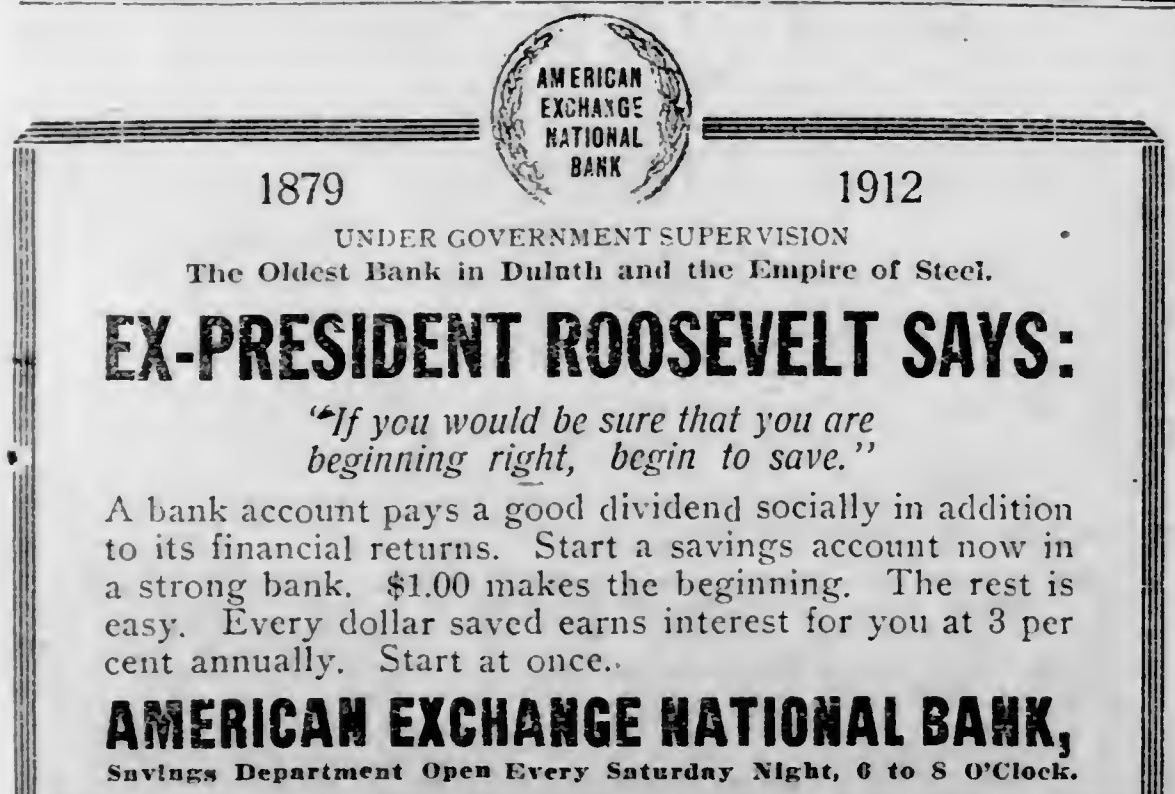 AMERICAN
EXCHANGE
NATIONAL
BANK
1879 1912
UNDER GOVERNMENT SUPERVISION
The Oldest Bank in Duluth and the Empire of Steel.
EX-PRESIDENT ROOSEVELT SAYS:
"If you would be sure that you are
beginning right, begin to save."
A bank account pays a good dividend socially in addition
to its financial returns. Start a savings account now in
a strong bank. $1.00 makes the beginning. The rest is
easy. Every dollar saved earns interest for you at 3 per
cent annually. Start at once.
AMERICAN EXCHANGE NATIONAL BANK,
Savings Department Open Every Saturday Night, 6 to 8 O'Clock.